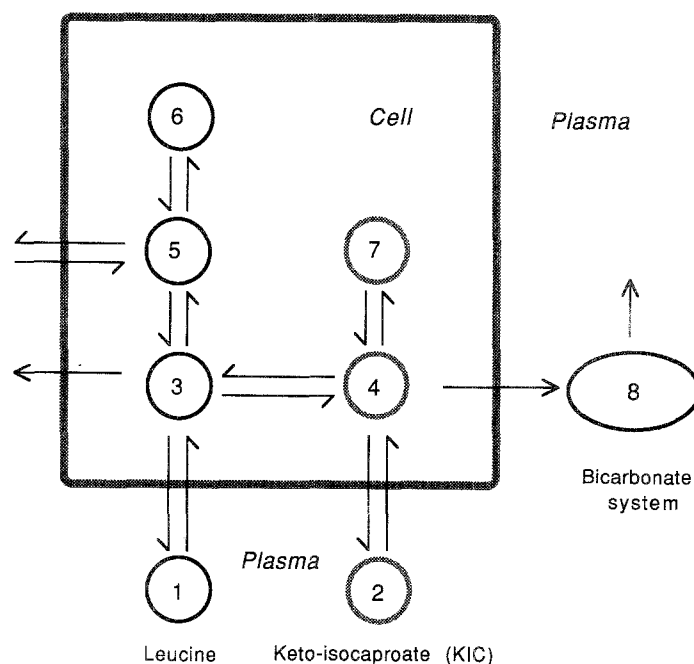 6
Cell
Plasma
5
7
3
4
8
Bicarbonate
system
Plasma
1
2
Leucine
Keto-isocaproate (KIC)